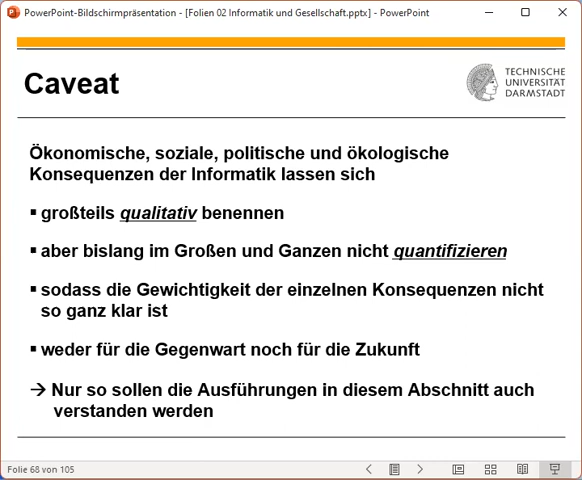 PowerPoint-Bildschirmpräsentation - [Folien 02 Informatik und Gesellschaft.pptx] - PowerPoint
Caveat
TECHNISCHE
UNIVERSITÄT
DARMSTADT
Ökonomische, soziale, politische und ökologische
Konsequenzen der Informatik lassen sich
▪ großteils qualitativ benennen
▪ aber bislang im Großen und Ganzen nicht quantifizieren
▪ sodass die Gewichtigkeit der einzelnen Konsequenzen nicht
so ganz klar ist
▪ weder für die Gegenwart noch für die Zukunft
→ Nur so sollen die Ausführungen in diesem Abschnitt auch
verstanden werden
Folie 68 von 105